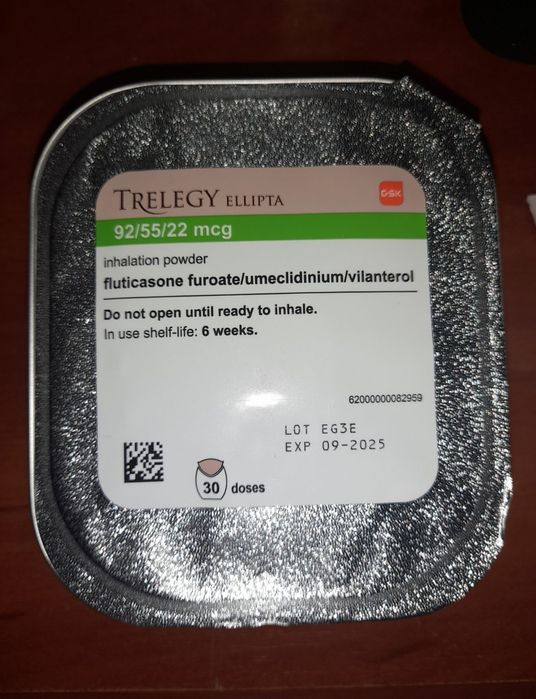 TRELEGY ELLIPTA
GSK
92/55/22 mcg
inhalation powder
fluticasone furoate/umeclidinium/vilanterol
Do not open until ready to inhale.
In use shelf-life: 6 weeks.
62000000082959
LOT EG3E
EXP 09-2025
30 doses